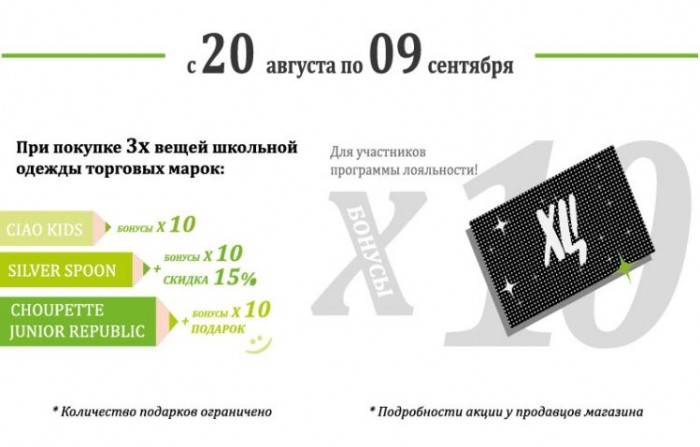 с 20 августа по 09 сентября
При покупке 3х вещей школьной
одежды торговых марок:
CIAO KIDS
бонусы X 10
SILVER SPOON
бонусы X 10
+ скидка 15%
CHOUPETTE
JUNIOR REPUBLIC
бонусы X 10
+ подарок
Для участников
программы лояльности!
X 10
БОНУСЫ
ХЦ
* Количество подарков ограничено
* Подробности акции у продавцов магазина